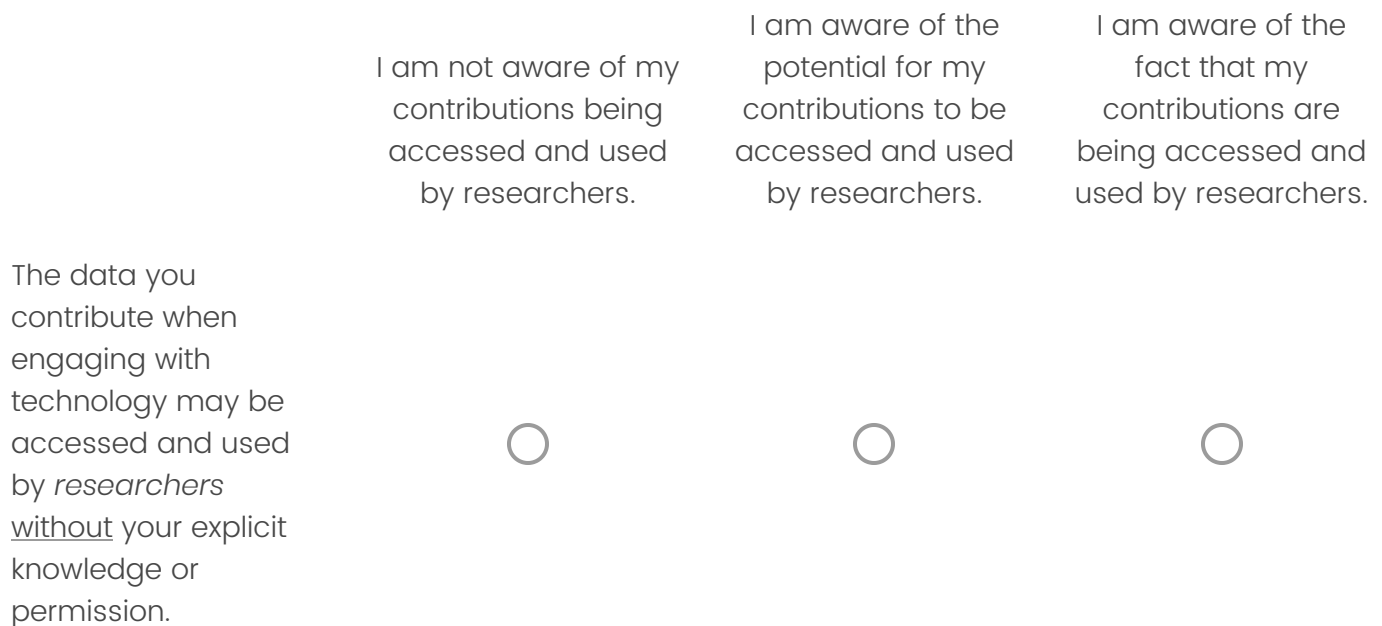 I am not aware of my
contributions being
accessed and used
by researchers.
I am aware of the
potential for my
contributions to be
accessed and used
by researchers.
I am aware of the
fact that my
contributions are
being accessed and
used by researchers.
The data you
contribute when
engaging with
technology may be
accessed and used
by researchers
without your explicit
knowledge or
permission.